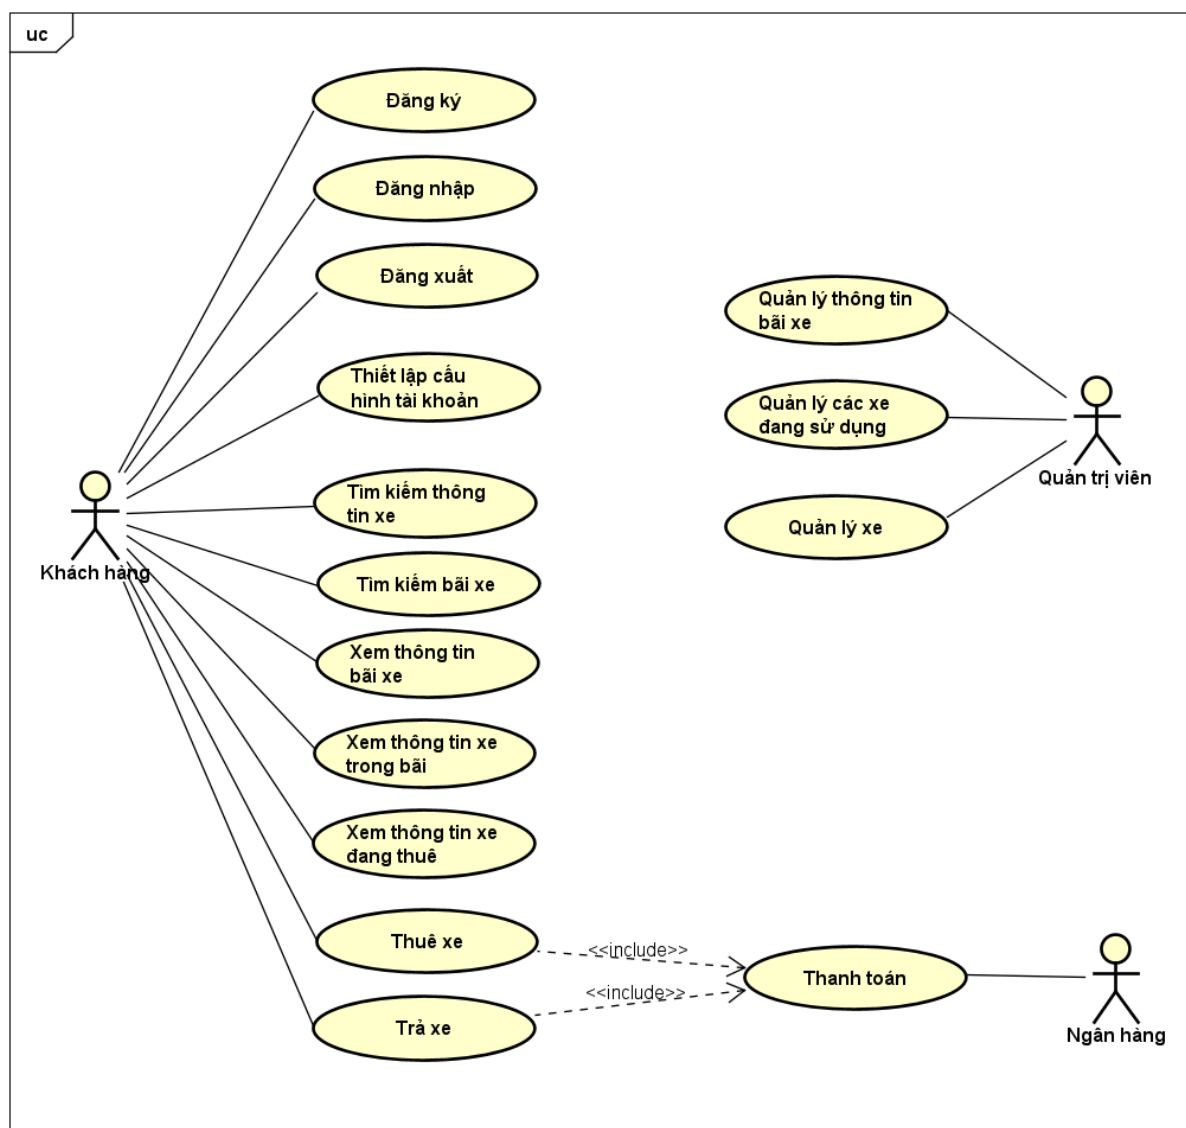 uc
Đăng ký
Đăng nhập
Đăng xuất
Thiết lập cấu
hình tài khoản
Tìm kiếm thông
tin xe
Tìm kiếm bãi xe
Xem thông tin
bãi xe
Xem thông tin xe
trong bãi
Xem thông tin xe
đang thuê
Thuê xe
Trả xe
Khách hàng
Quản lý thông tin
bãi xe
Quản lý các xe
đang sử dụng
Quản lý xe
Quản trị viên
<<include>>
<<include>>
Thanh toán
Ngân hàng